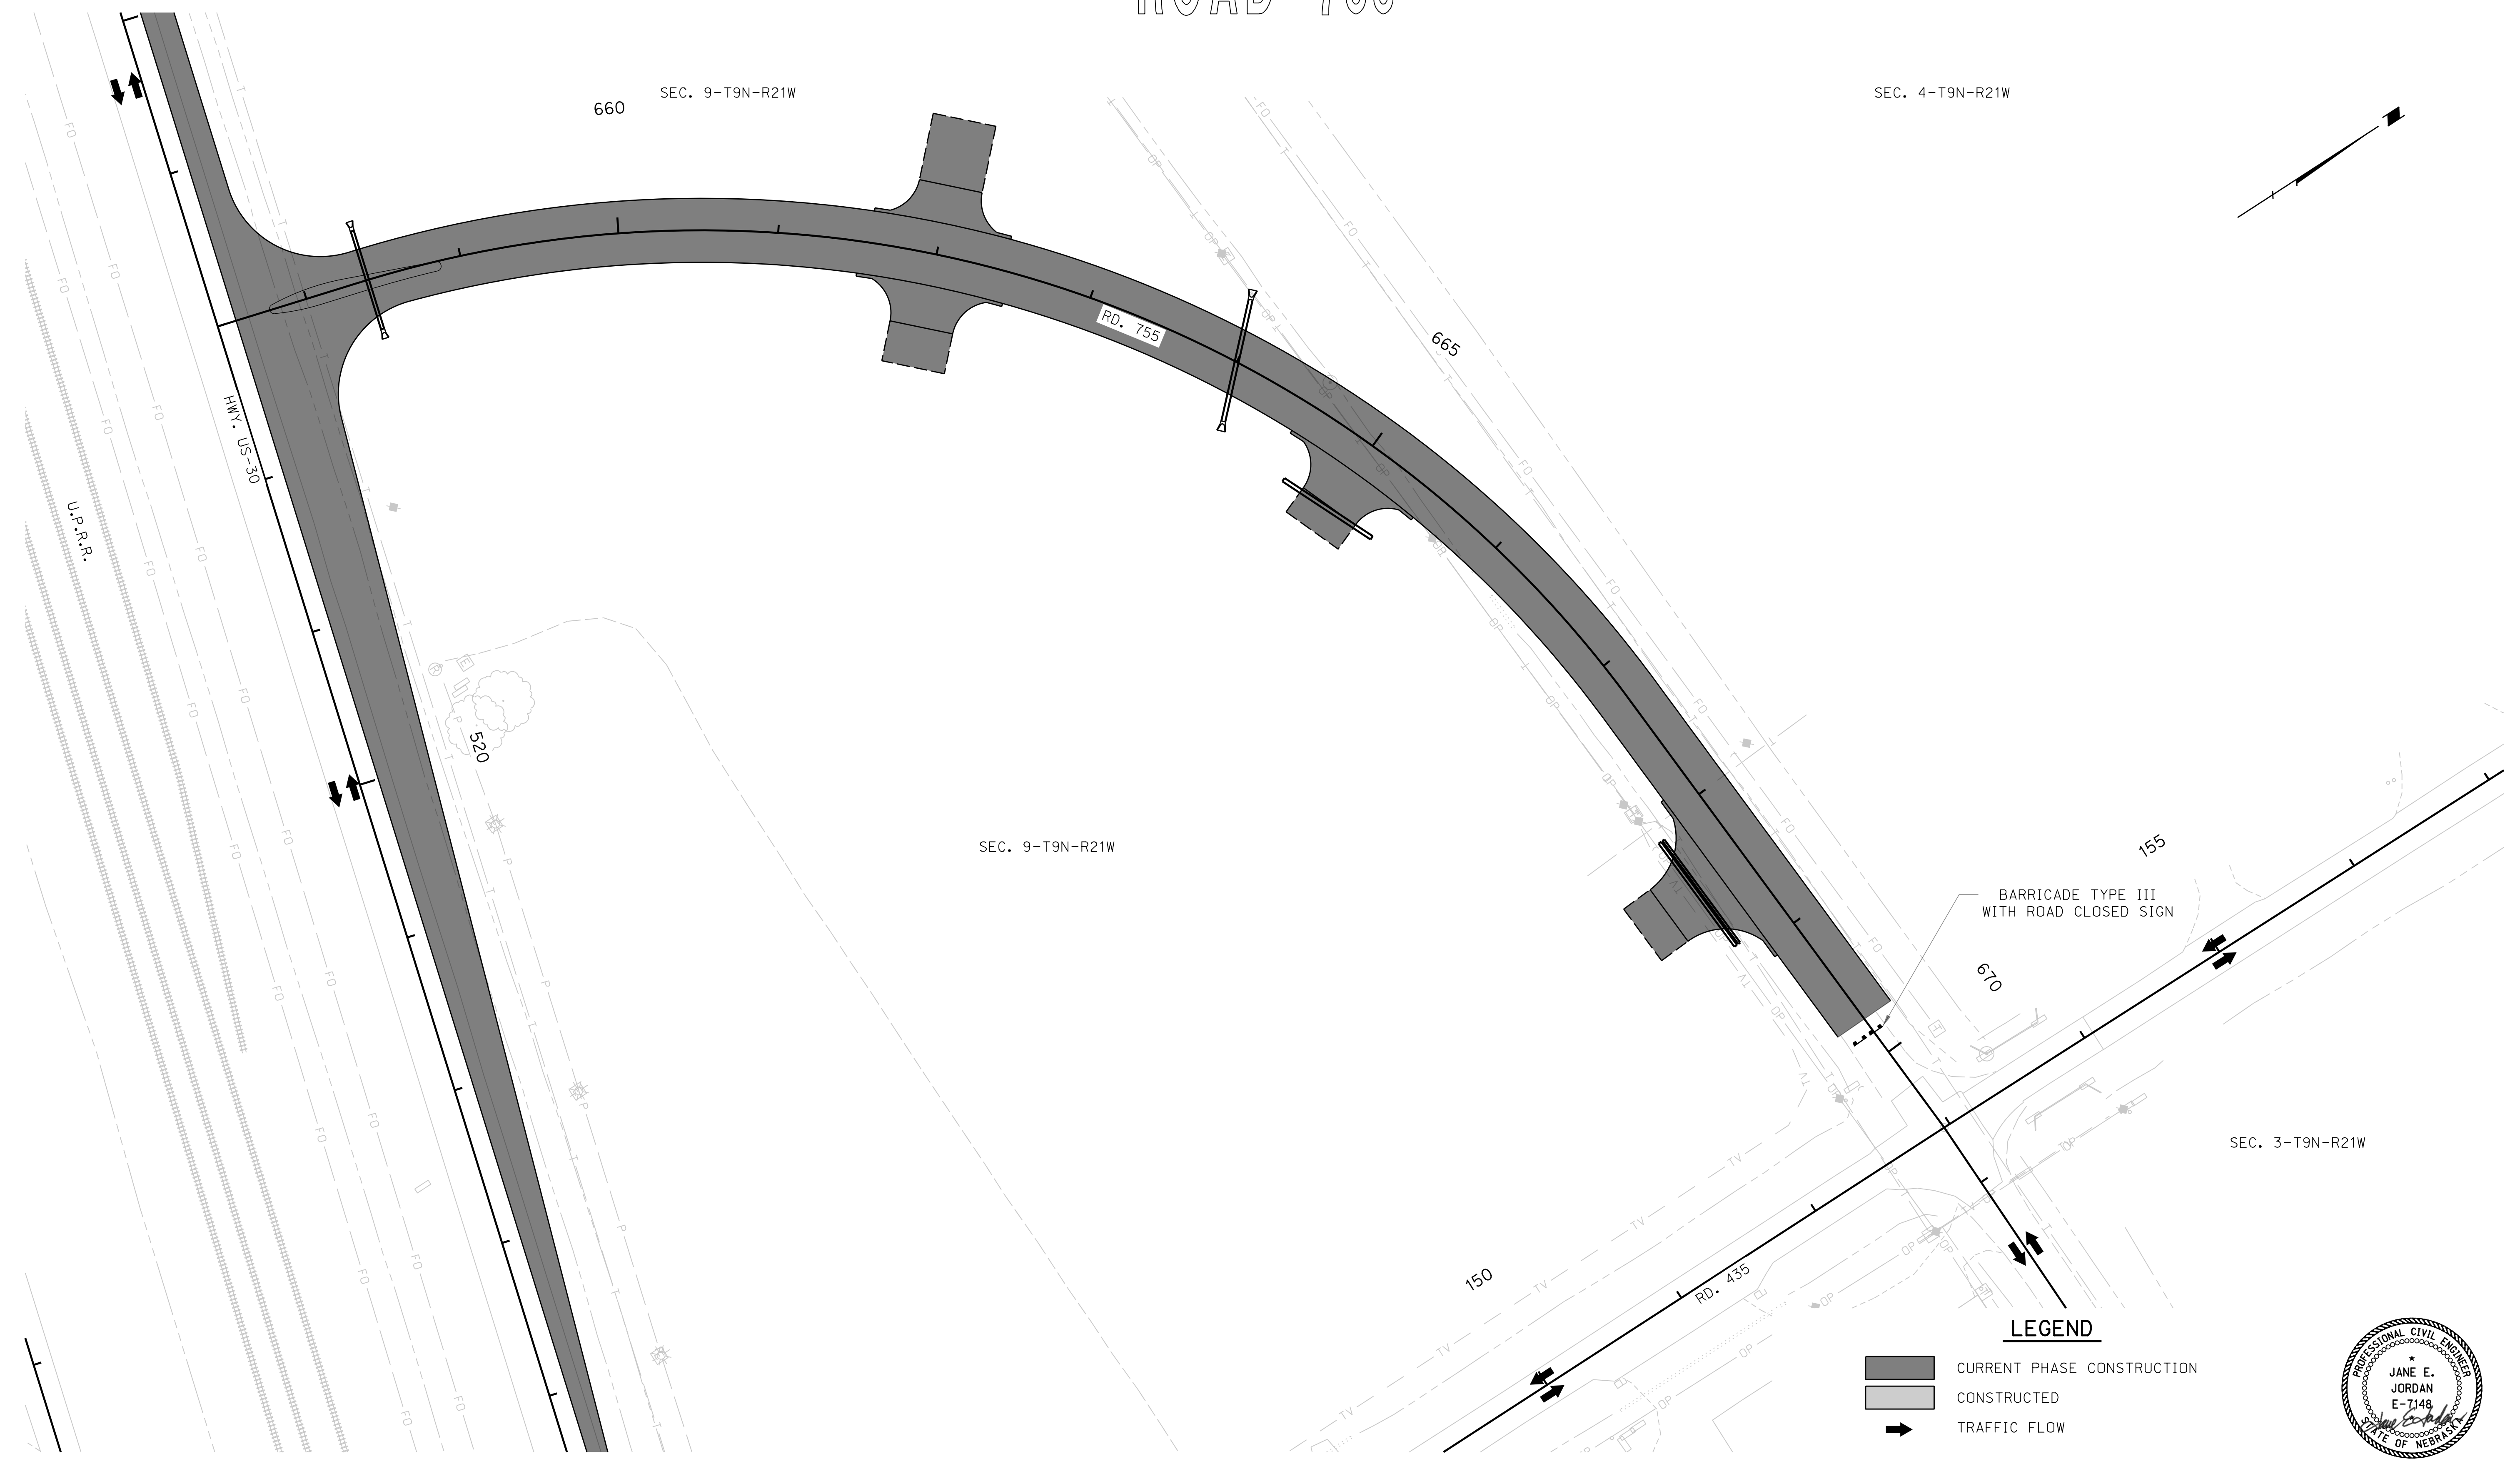 SEC. 9-T9N-R21W
SEC. 4-T9N-R21W
660
665
RD. 755
HWY. US-30
U.P.R.R.
520
SEC. 9-T9N-R21W
155
BARRICADE TYPE III
WITH ROAD CLOSED SIGN
670
SEC. 3-T9N-R21W
150
RD. 435
LEGEND
CURRENT PHASE CONSTRUCTION
CONSTRUCTED
TRAFFIC FLOW
PROFESSIONAL CIVIL ENGINEER
JANE E.
JORDAN
E-7148
STATE OF NEBRASKA